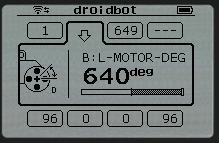 droidbot
1 649 ---
B:L-MOTOR-DEG
640deg
D
96 0 0 96